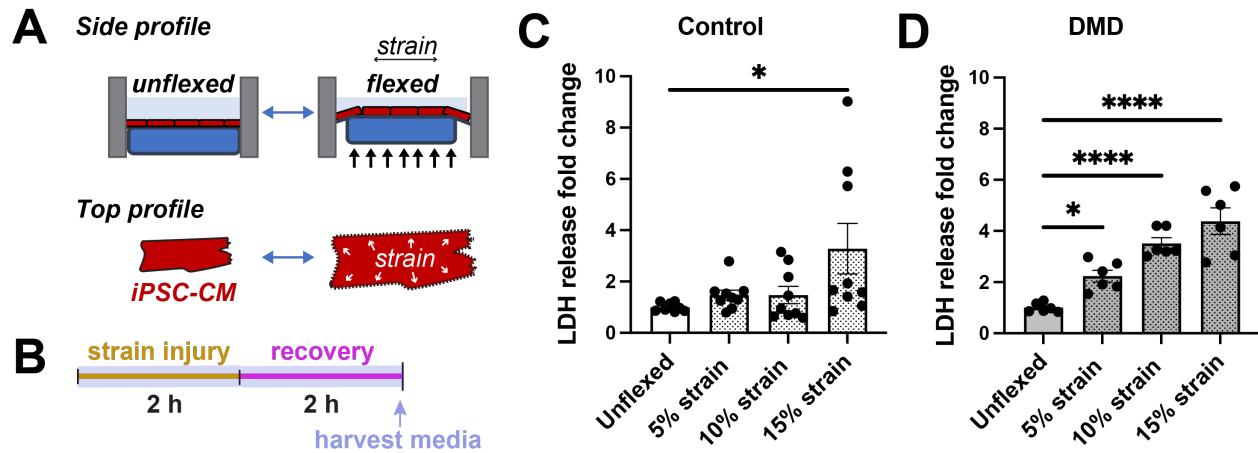 A
Side profile
unflexed
strain
flexed
Top profile
iPSC-CM
strain
B
strain injury
recovery
2 h
2 h
harvest media
C
Control
LDH release fold change
10
8
6
4
2
0
*
Unflexed
5% strain
10% strain
15% strain
D
DMD
LDH release fold change
10
8
6
4
2
0
****
****
*
Unflexed
5% strain
10% strain
15% strain